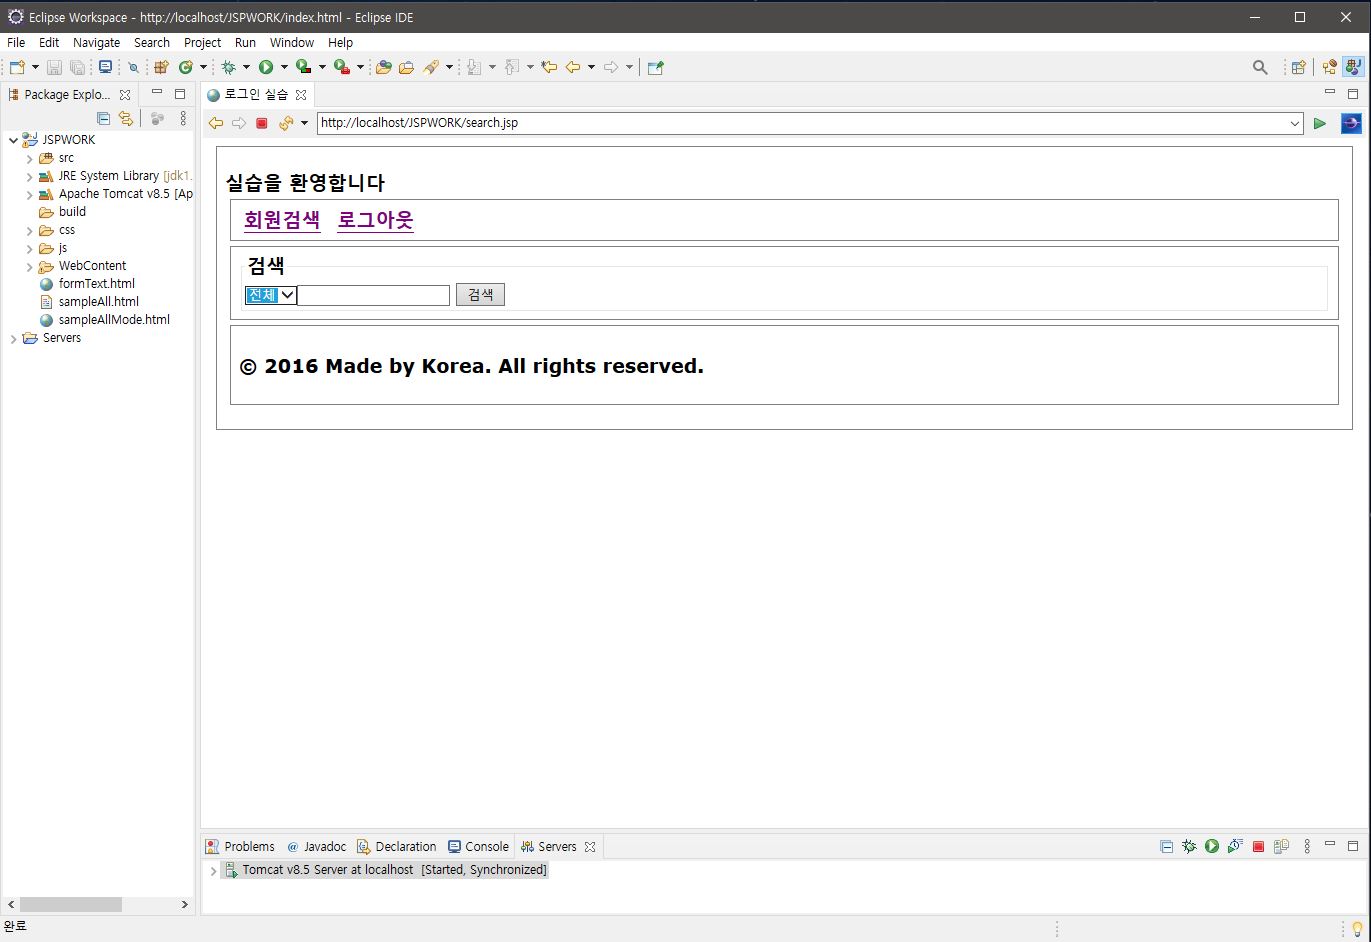 Eclipse Workspace - http://localhost/JSPWORK/index.html - Eclipse IDE
File Edit Navigate Search Project Run Window Help
Package Explo...
로그인 실습
http://localhost/JSPWORK/search.jsp
JSPWORK
src
JRE System Library [jdk1.
Apache Tomcat v8.5 [Ap
build
css
js
WebContent
formText.html
sampleAll.html
sampleAllMode.html
Servers
실습을 환영합니다
회원검색 로그아웃
검색
전체 검색
© 2016 Made by Korea. All rights reserved.
Problems @ Javadoc Declaration Console Servers
Tomcat v8.5 Server at localhost [Started, Synchronized]
완료